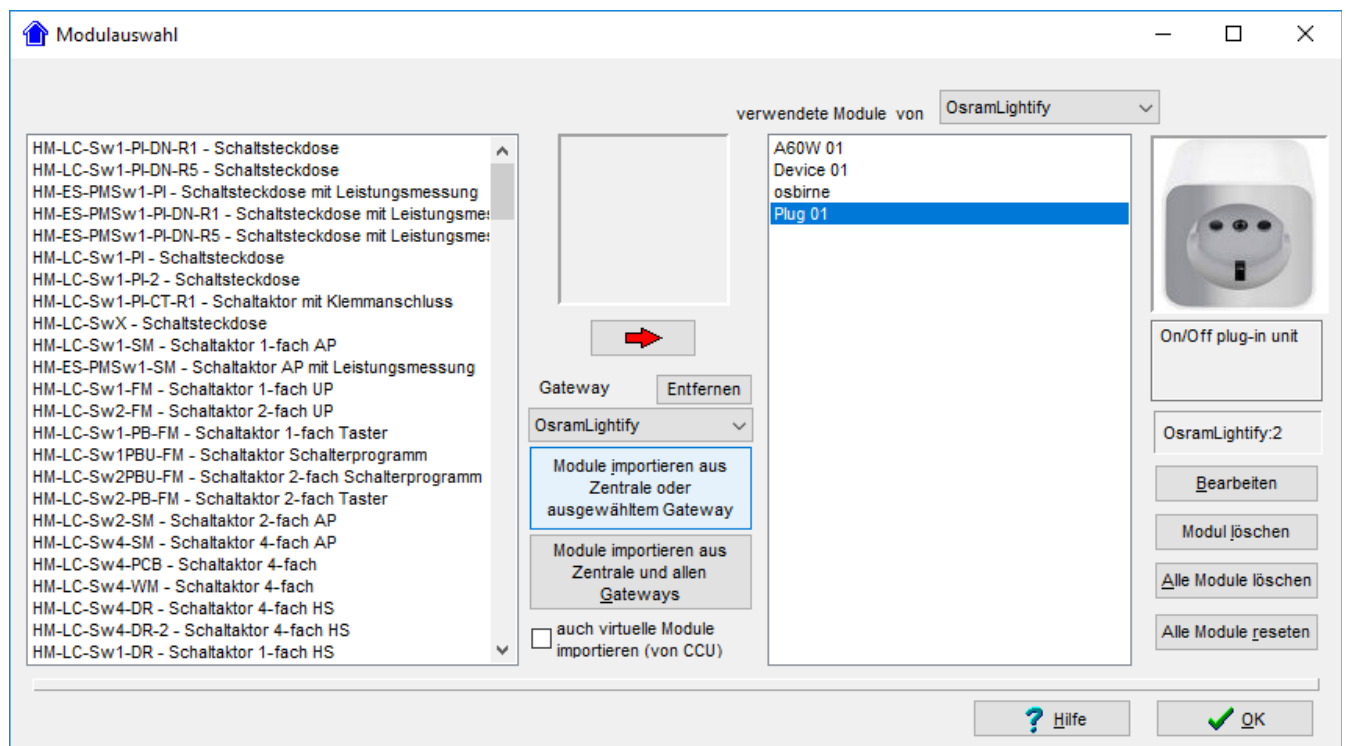 Modulauswahl
verwendete Module von OsramLightify
HM-LC-Sw1-Pl-DN-R1 - Schaltsteckdose
HM-LC-Sw1-Pl-DN-R5 - Schaltsteckdose
HM-ES-PMSw1-Pl - Schaltsteckdose mit Leistungsmessung
HM-ES-PMSw1-Pl-DN-R1 - Schaltsteckdose mit Leistungsmes
HM-ES-PMSw1-Pl-DN-R5 - Schaltsteckdose mit Leistungsmes
HM-LC-Sw1-Pl - Schaltsteckdose
HM-LC-Sw1-Pl-2 - Schaltsteckdose
HM-LC-Sw1-Pl-CT-R1 - Schaltaktor mit Klemmanschluss
HM-LC-SwX - Schaltsteckdose
HM-LC-Sw1-SM - Schaltaktor 1-fach AP
HM-ES-PMSw1-SM - Schaltaktor AP mit Leistungsmessung
HM-LC-Sw1-FM - Schaltaktor 1-fach UP
HM-LC-Sw2-FM - Schaltaktor 2-fach UP
HM-LC-Sw1-PB-FM - Schaltaktor 1-fach Taster
HM-LC-Sw1PBU-FM - Schaltaktor Schalterprogramm
HM-LC-Sw2PBU-FM - Schaltaktor 2-fach Schalterprogramm
HM-LC-Sw2-PB-FM - Schaltaktor 2-fach Taster
HM-LC-Sw2-SM - Schaltaktor 2-fach AP
HM-LC-Sw4-SM - Schaltaktor 4-fach AP
HM-LC-Sw4-PCB - Schaltaktor 4-fach
HM-LC-Sw4-WM - Schaltaktor 4-fach
HM-LC-Sw4-DR - Schaltaktor 4-fach HS
HM-LC-Sw4-DR-2 - Schaltaktor 4-fach HS
HM-LC-Sw1-DR - Schaltaktor 1-fach HS
Gateway
Entfernen
OsramLightify
Module importieren aus
Zentrale oder
ausgewähltem Gateway
Module importieren aus
Zentrale und allen
Gateways
auch virtuelle Module
importieren (von CCU)
A60W 01
Device 01
osbirne
Plug 01
On/Off plug-in unit
OsramLightify:2
Bearbeiten
Modul löschen
Alle Module löschen
Alle Module reseten
? Hilfe
OK